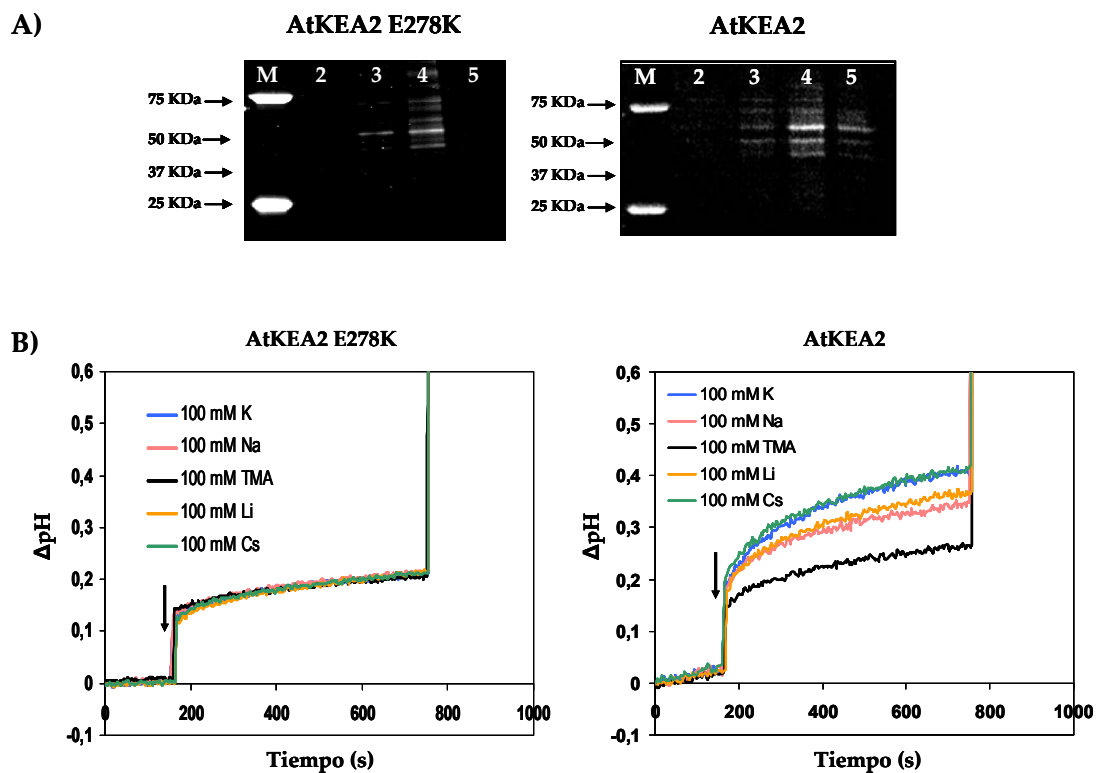 A)
AtKEA2 E278K
AtKEA2
M 2 3 4 5
75 KDa
50 KDa
37 KDa
25 KDa
M 2 3 4 5
75 KDa
50 KDa
37 KDa
25 KDa
B)
AtKEA2 E278K
0,6
0,5
0,4
0,3
0,2
0,1
0
-0,1
ΔpH
100 mM K
100 mM Na
100 mM TMA
100 mM Li
100 mM Cs
0 200 400 600 800 1000
Tiempo (s)
AtKEA2
0,6
0,5
0,4
0,3
0,2
0,1
0
-0,1
ΔpH
100 mM K
100 mM Na
100 mM TMA
100 mM Li
100 mM Cs
0 200 400 600 800 1000
Tiempo (s)